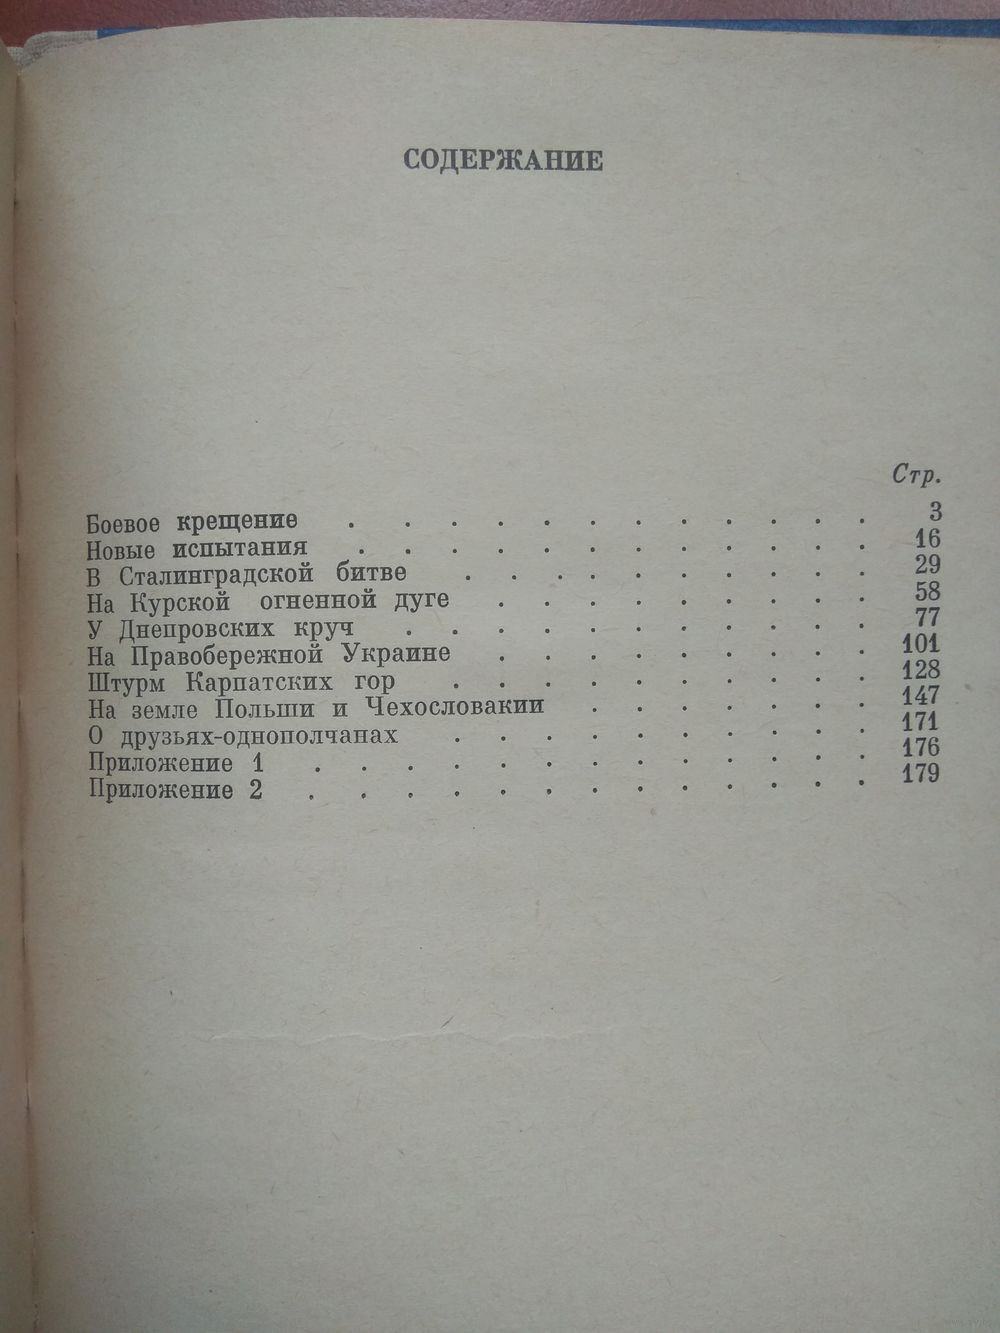 СОДЕРЖАНИЕ
Стр.
Боевое крещение . . . . . . . . . . . . 3
Новые испытания . . . . . . . . . . . . 16
В Сталинградской битве . . . . . . . . . . 29
На Курской огненной дуге . . . . . . . . . 58
У Днепровских круч . . . . . . . . . . . 77
На Правобережной Украине . . . . . . . . . 101
Штурм Карпатских гор . . . . . . . . . . 128
На земле Польши и Чехословакии . . . . . . . 147
О друзьях-однополчанах . . . . . . . . . . 171
Приложение 1 . . . . . . . . . . . . . 176
Приложение 2 . . . . . . . . . . . . . 179